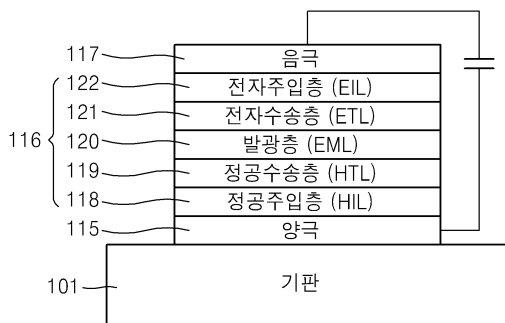 117 음극
122 전자주입층 (EIL)
121 전자수송층 (ETL)
116 120 발광층 (EML)
119 정공수송층 (HTL)
118 정공주입층 (HIL)
115 양극
101 기판